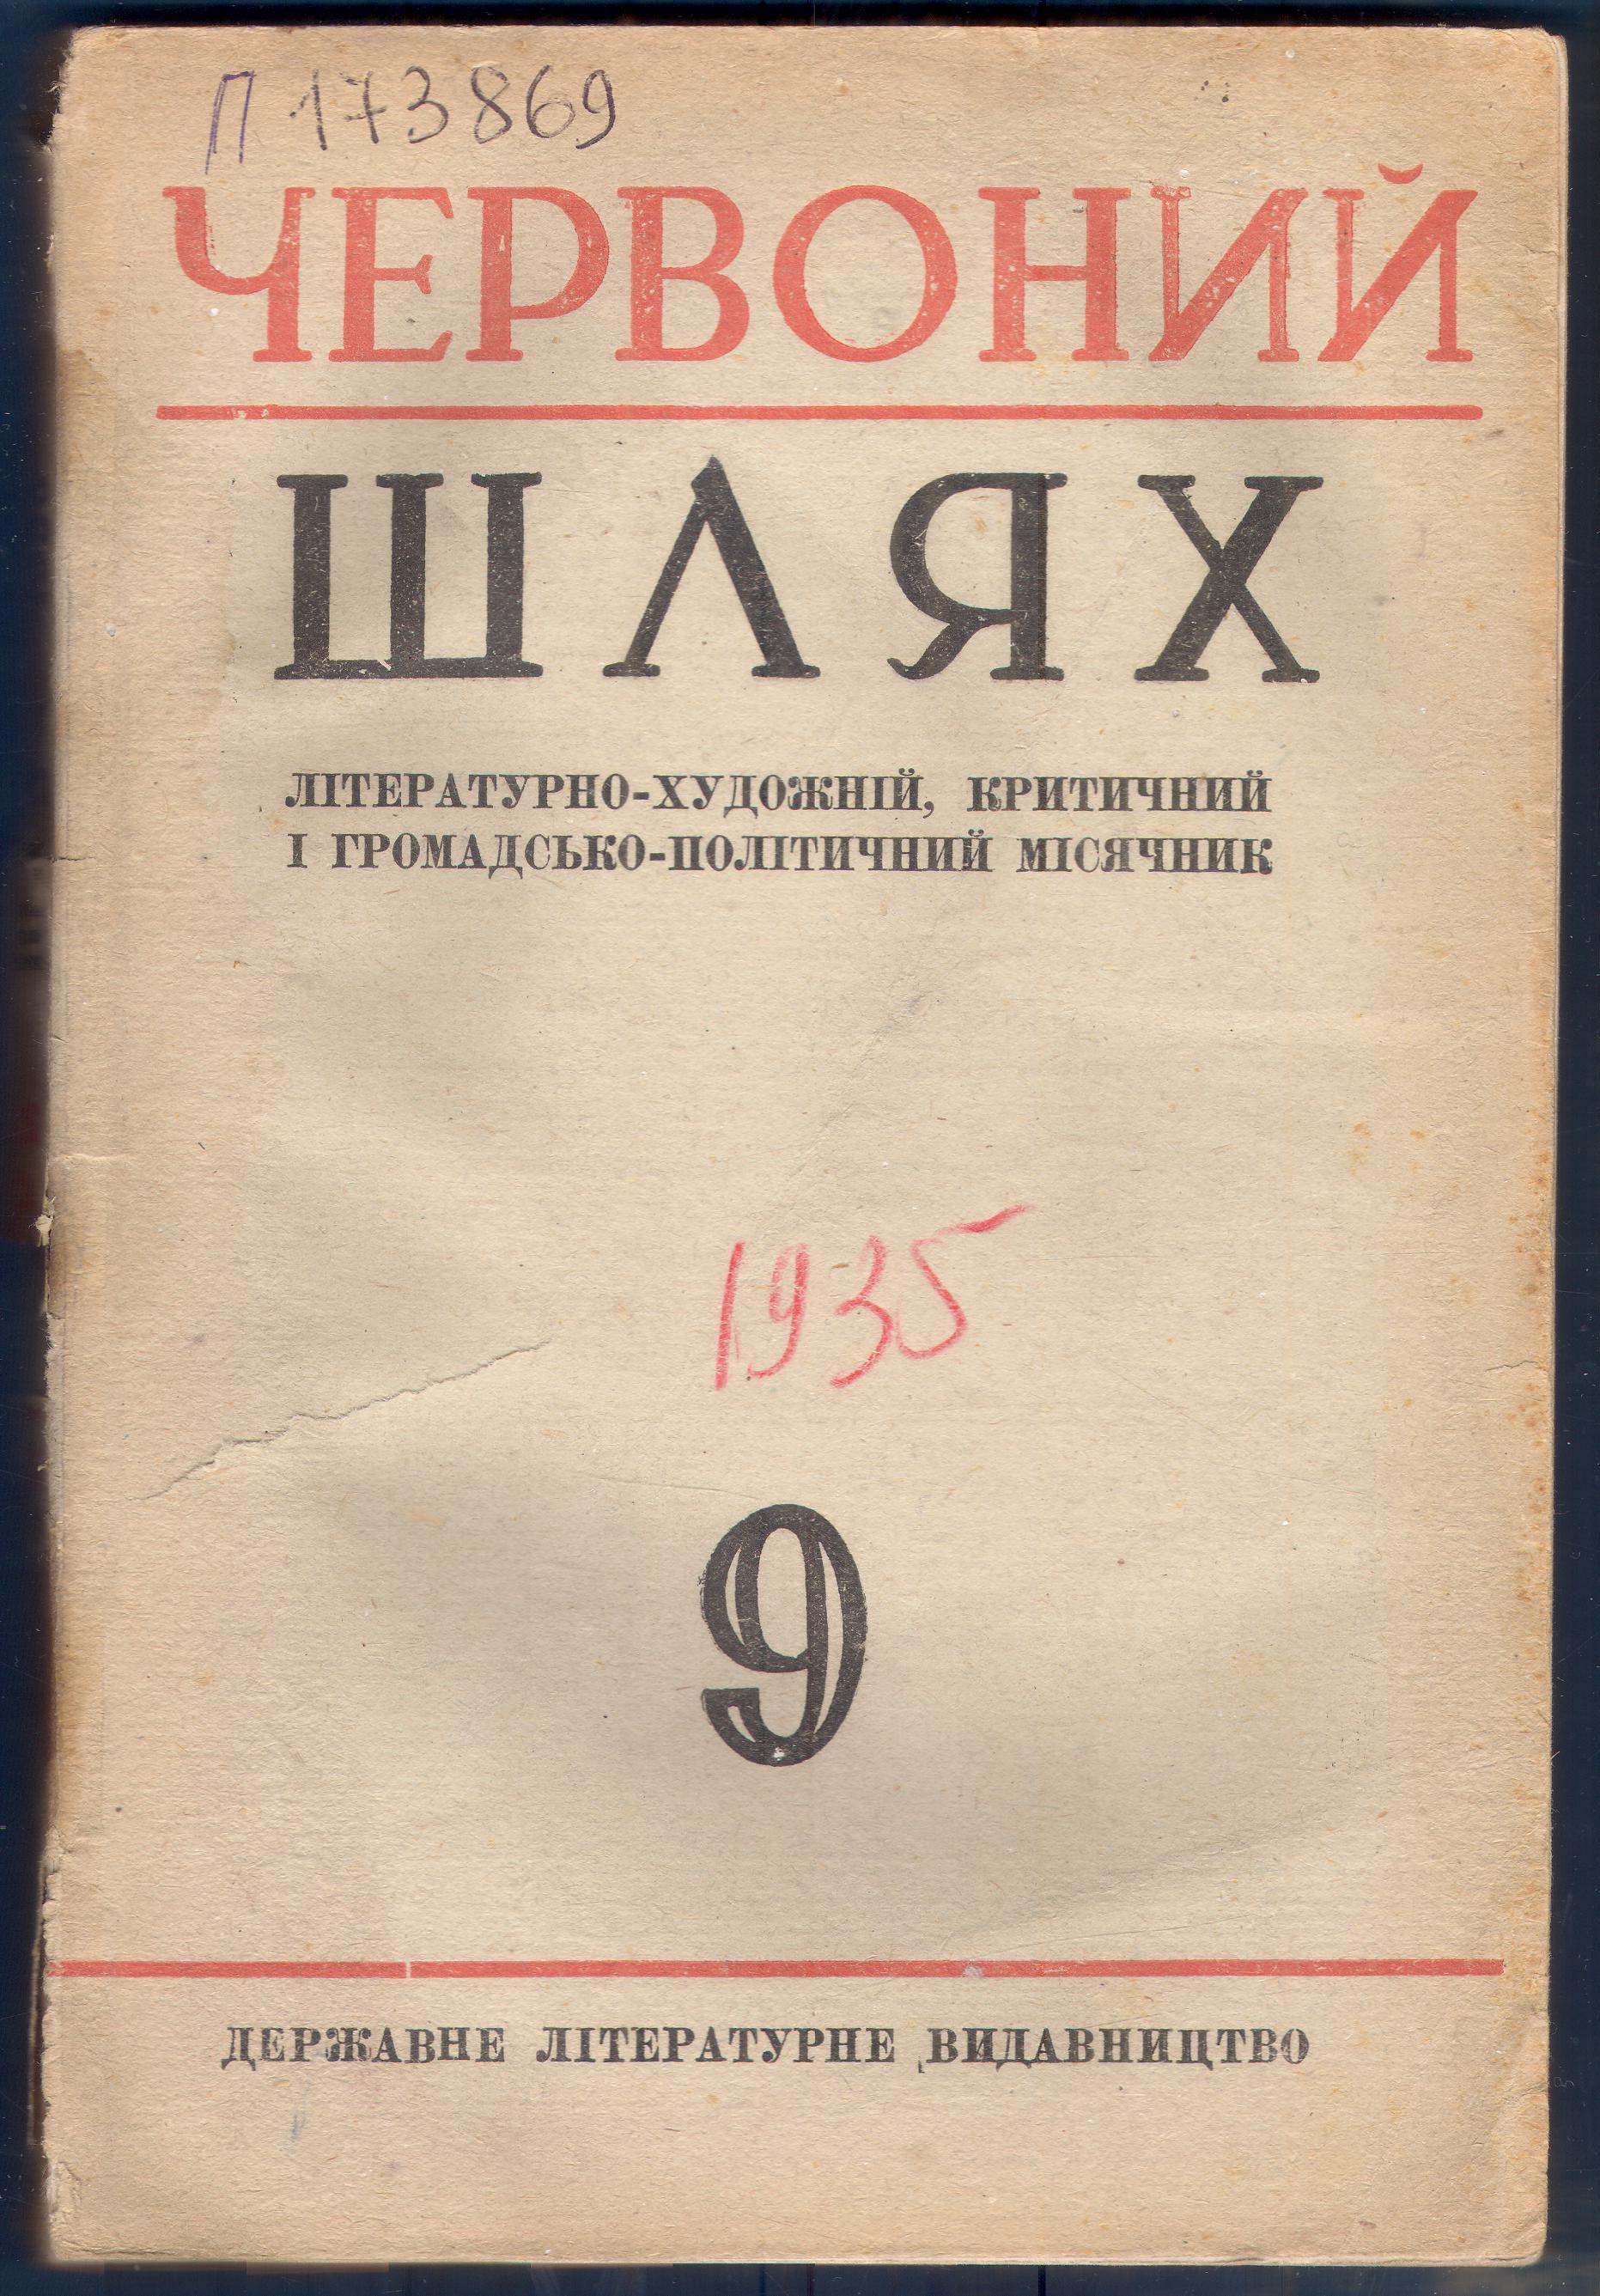 П 173869
ЧЕРВОНИЙ
ШЛЯХ
ЛІТЕРАТУРНО-ХУДОЖНІЙ, КРИТИЧНИЙ
І ГРОМАДСЬКО-ПОЛІТИЧНИЙ МІСЯЧНИК
1935
9
ДЕРЖАВНЕ ЛІТЕРАТУРНЕ ВИДАВНИЦТВО